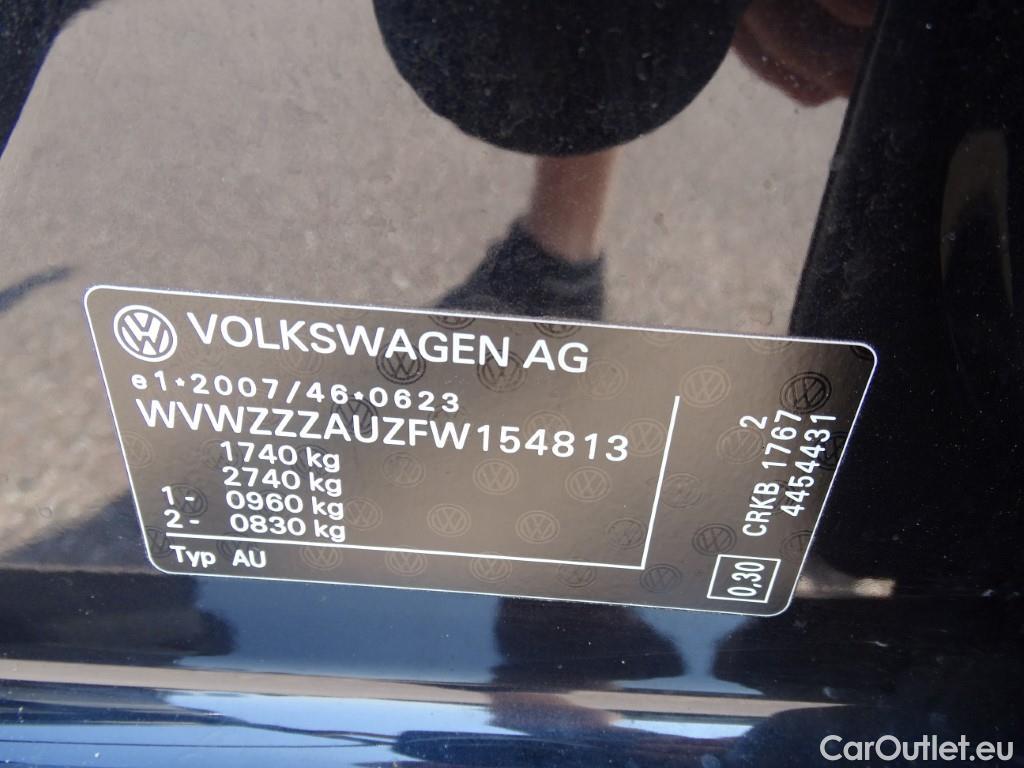 VOLKSWAGEN AG
e1*2007/46*0623
WVWZZZAUZFW154813
1740 kg
2740 kg
1- 0960 kg
2- 0830 kg
Typ AU
2
CRKB 1767
4454431
0,30
CarOutlet.eu